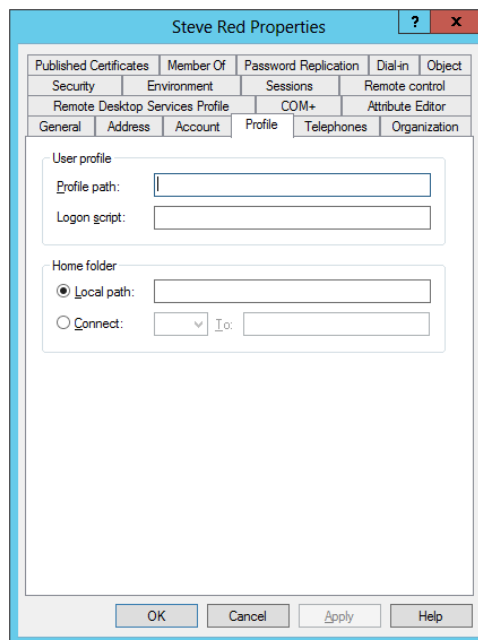 Steve Red Properties
? x
Published Certificates Member Of Password Replication Dial-in Object
Security Environment Sessions Remote control
Remote Desktop Services Profile COM+ Attribute Editor
General Address Account Profile Telephones Organization
User profile
Profile path:
Logon script:
Home folder
Local path:
Connect: To:
OK Cancel Apply Help